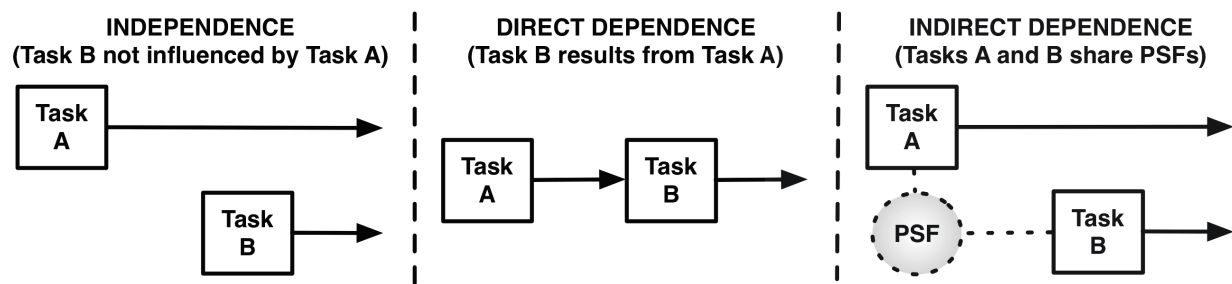 INDEPENDENCE
(Task B not influenced by Task A)
Task
A
Task
B
DIRECT DEPENDENCE
(Task B results from Task A)
Task
A
Task
B
INDIRECT DEPENDENCE
(Tasks A and B share PSFs)
Task
A
PSF
Task
B